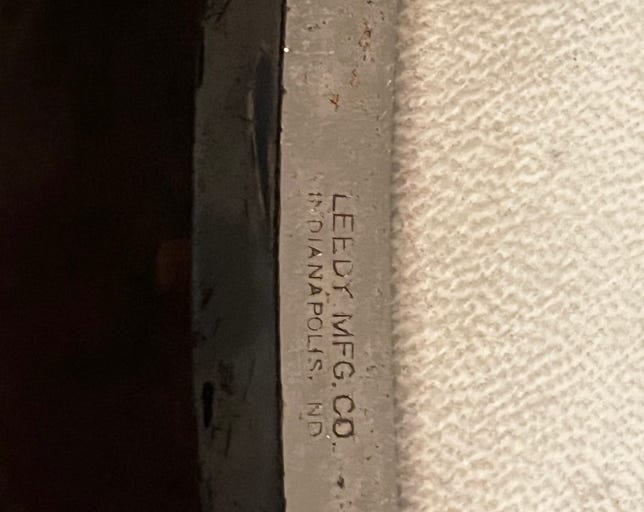 LEEDY MFG. CO.
INDIANAPOLIS, IND